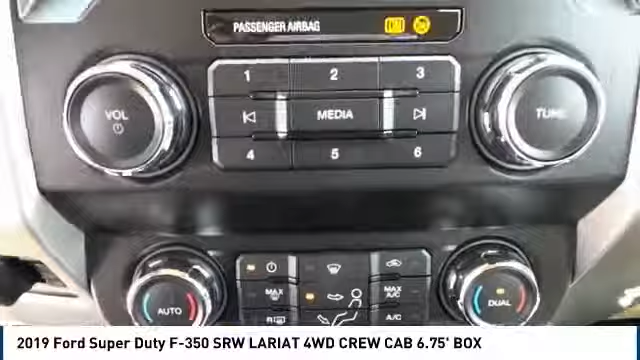 PASSENGER AIRBAG
1 2 3
VOL MEDIA TUNE
4 5 6
MAX MAX A/C
AUTO DUAL
R A/C
2019 Ford Super Duty F-350 SRW LARIAT 4WD CREW CAB 6.75' BOX